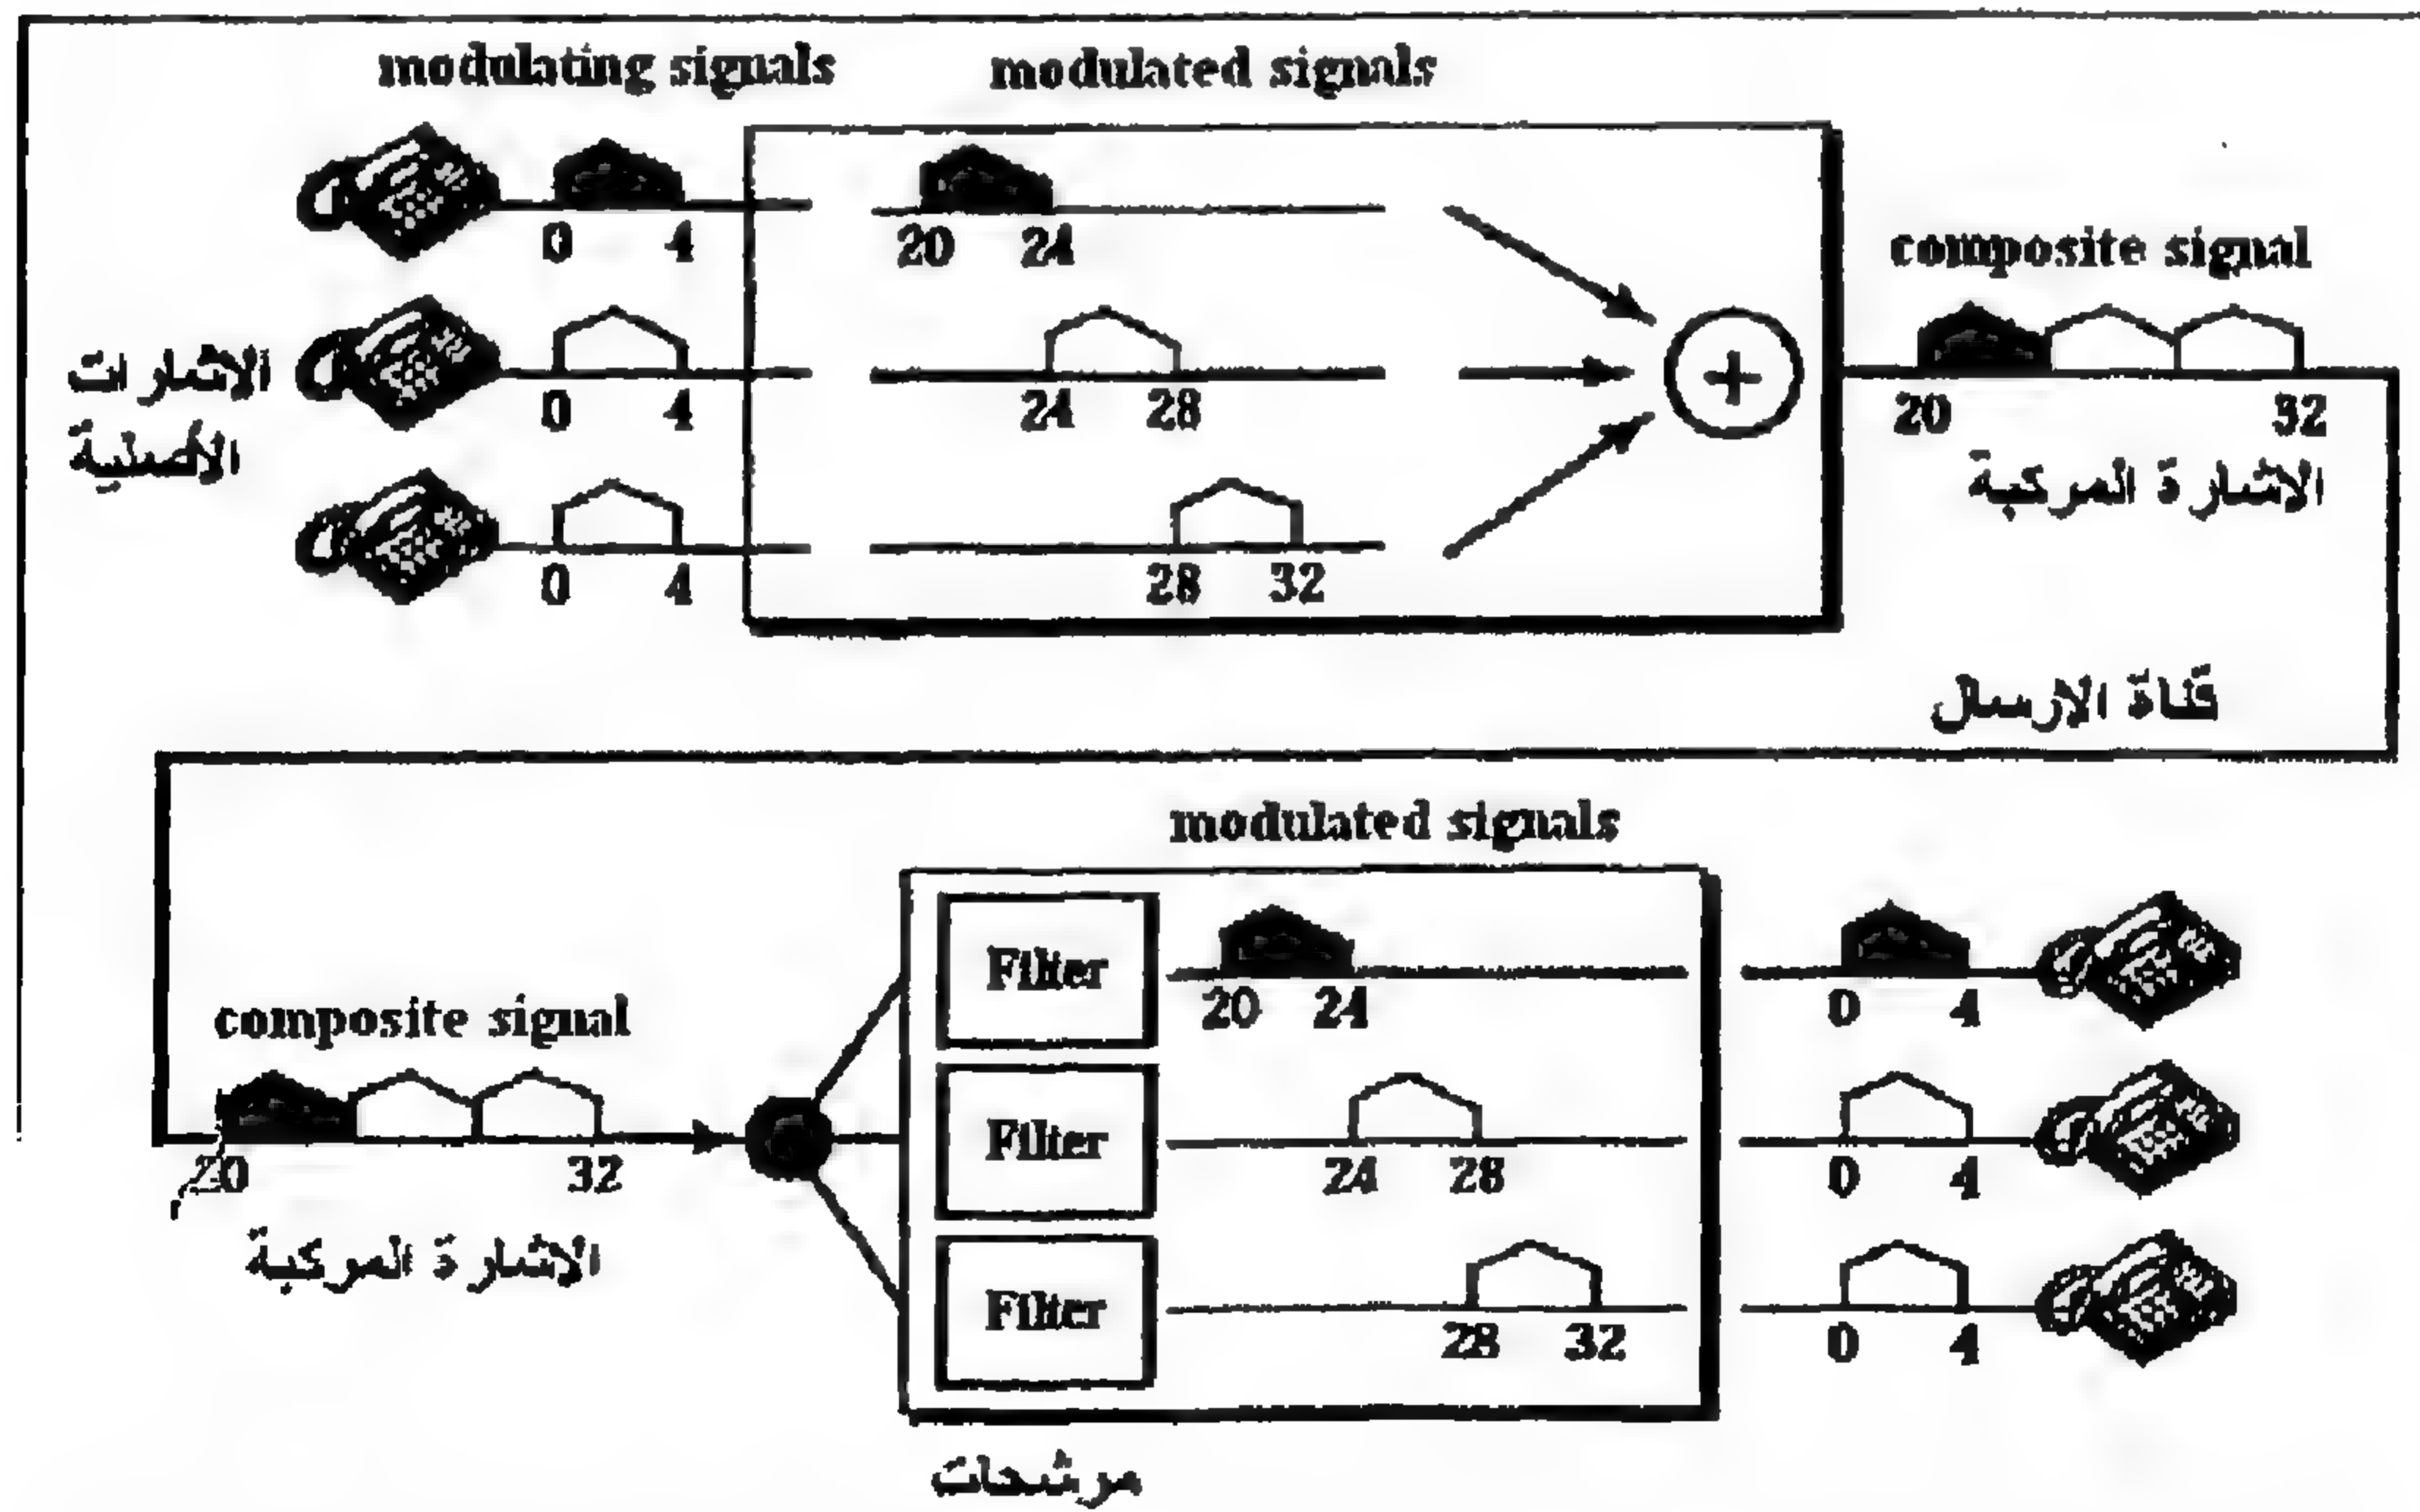 modulating signals
modulated signals
0 4
20 24
composite signal
الاشارات
الأصلية
0 4
24 28
20 32
الاشارة المركبة
0 4
28 32
قناة الارسال
modulated signals
Filter
20 24
0 4
composite signal
20 32
Filter
24 28
0 4
الاشارة المركبة
Filter
28 32
0 4
مرشحات